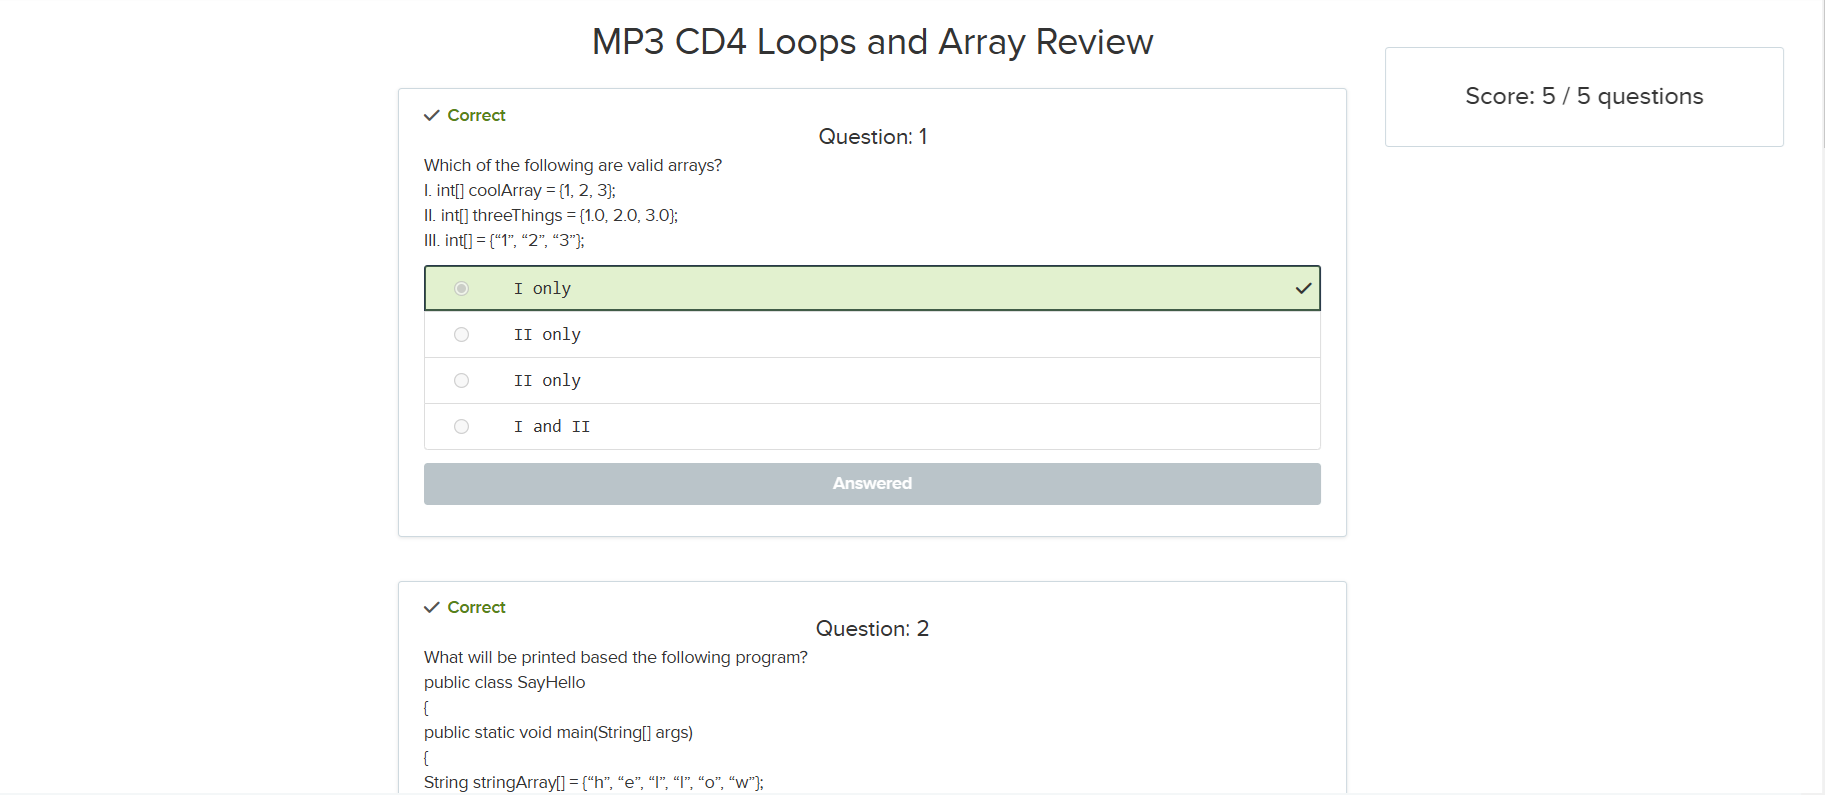 MP3 CD4 Loops and Array Review
Score: 5 / 5 questions
Correct
Question: 1
Which of the following are valid arrays?
I. int[] coolArray = {1, 2, 3};
II. int[] threeThings = {1.0, 2.0, 3.0};
III. int[] = {“1”, “2”, “3”};
I only
II only
II only
I and II
Answered
Correct
Question: 2
What will be printed based the following program?
public class SayHello
{
public static void main(String[] args)
{
String stringArray[] = {“h”, “e”, “l”, “l”, “o”, “w”};